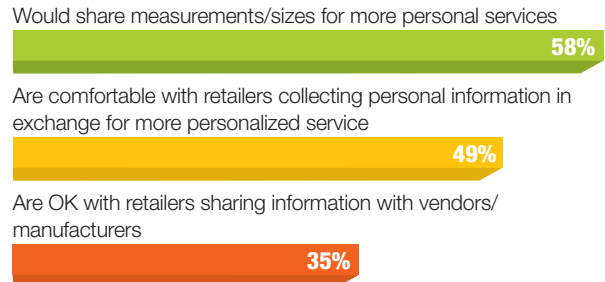 Would share measurements/sizes for more personal services
58%
Are comfortable with retailers collecting personal information in
exchange for more personalized service
49%
Are OK with retailers sharing information with vendors/
manufacturers
35%